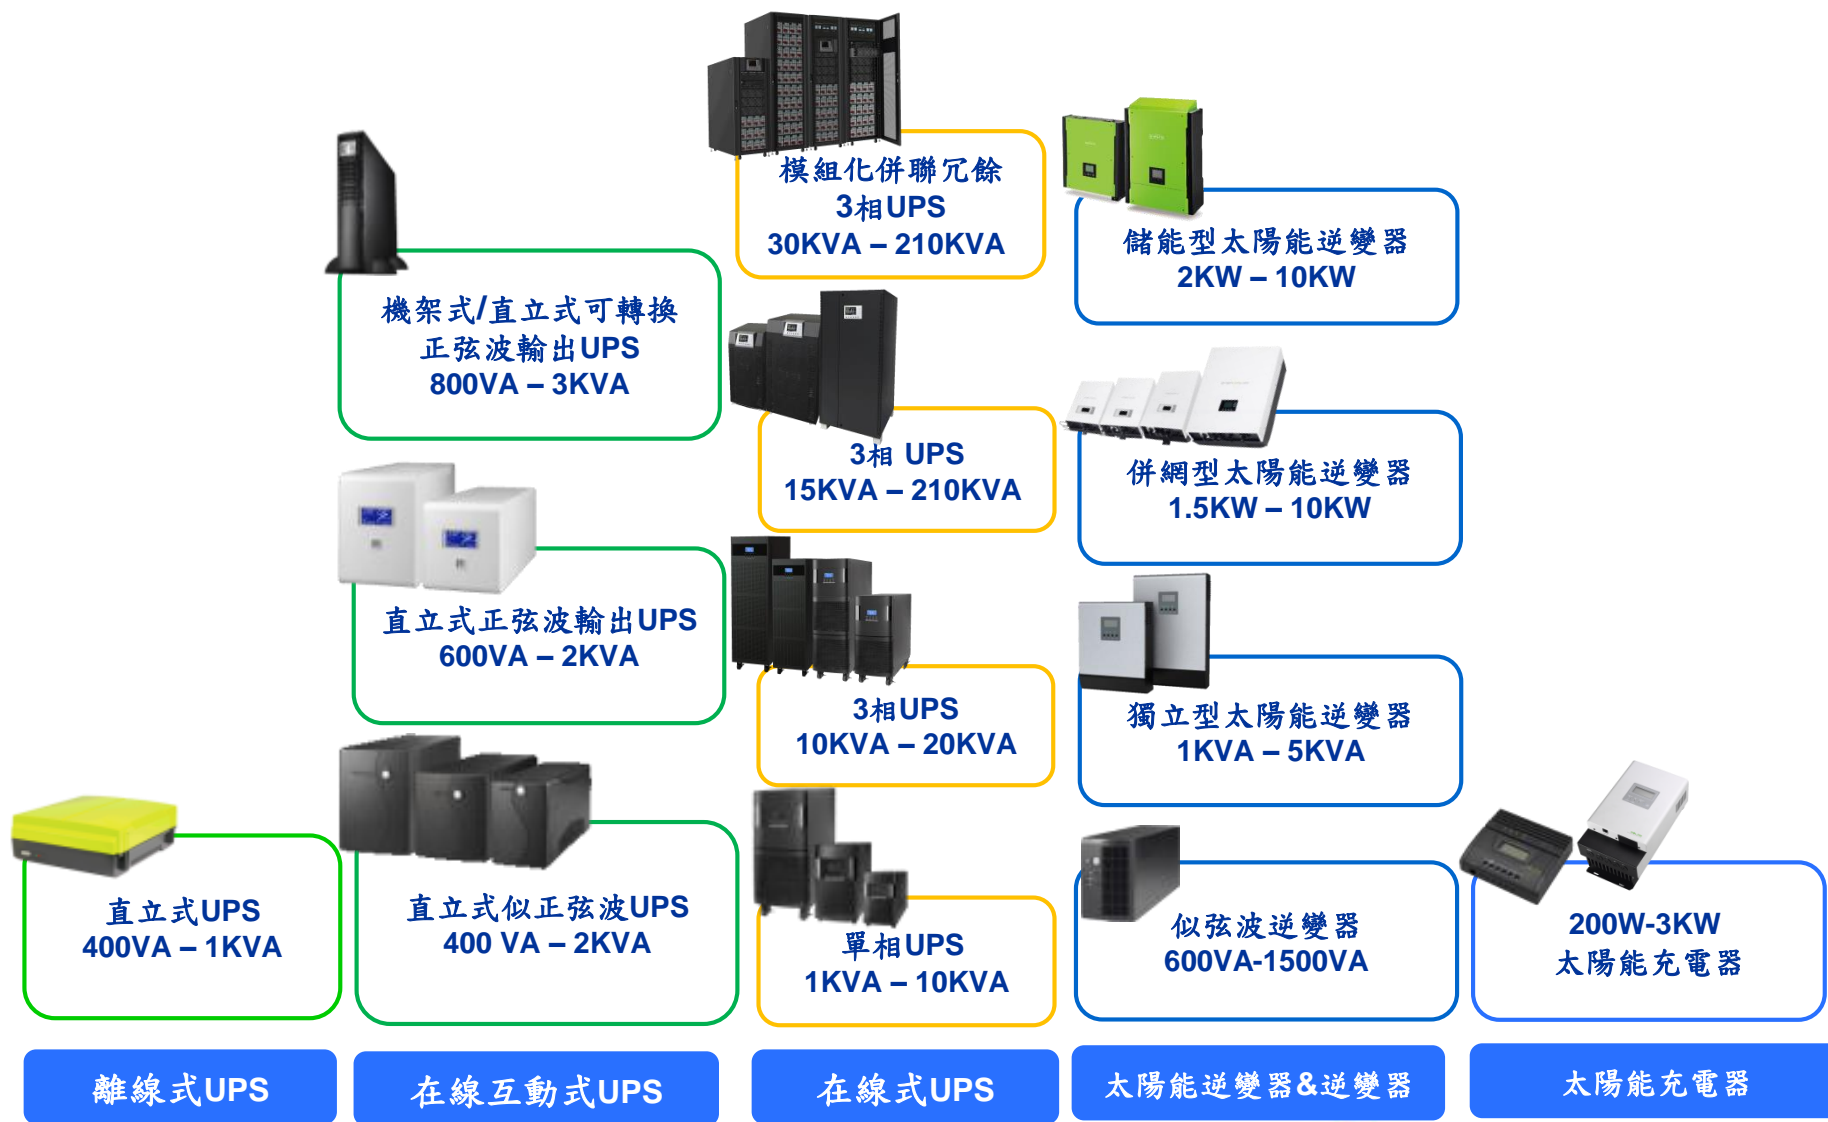 模組化併聯冗餘
3相UPS
30KVA – 210KVA
儲能型太陽能逆變器
2KW – 10KW
機架式/直立式可轉換
正弦波輸出UPS
800VA – 3KVA
3相 UPS
15KVA – 210KVA
併網型太陽能逆變器
1.5KW – 10KW
直立式正弦波輸出UPS
600VA – 2KVA
3相UPS
10KVA – 20KVA
獨立型太陽能逆變器
1KVA – 5KVA
直立式UPS
400VA – 1KVA
直立式似正弦波UPS
400 VA – 2KVA
單相UPS
1KVA – 10KVA
似弦波逆變器
600VA-1500VA
200W-3KW
太陽能充電器
離線式UPS
在線互動式UPS
在線式UPS
太陽能逆變器&逆變器
太陽能充電器